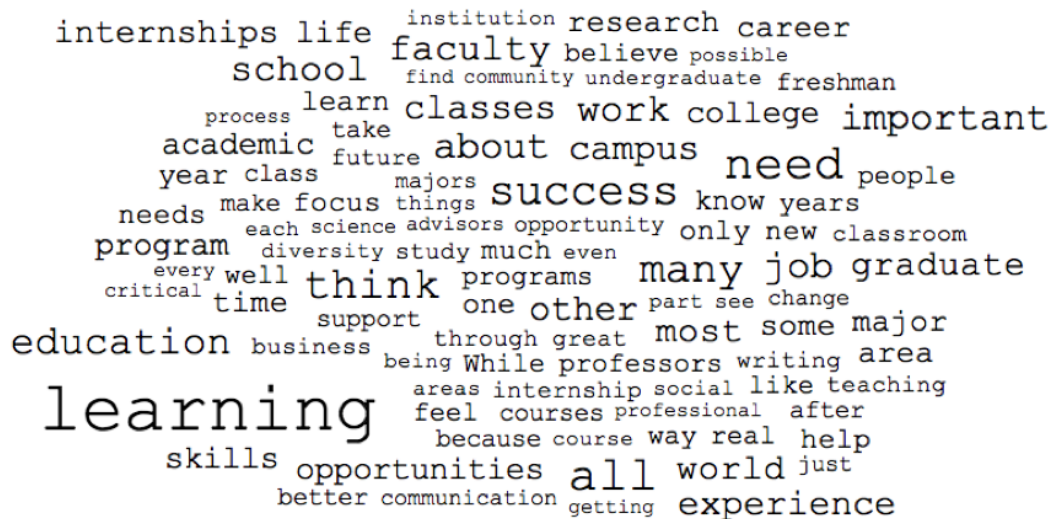 institution research career
internships life faculty believe possible
school find community undergraduate freshman
learn classes work college important
process take
academic future about campus need people
year class majors success know years
needs make focus things
each science advisors opportunity only new classroom
program diversity study much even
every well think programs many job graduate
critical time one other part see change
support through great most some major
education business being While professors writing area
learning areas internship social like teaching
feel courses professional after
because course way real help
skills opportunities all world just
better communication getting experience